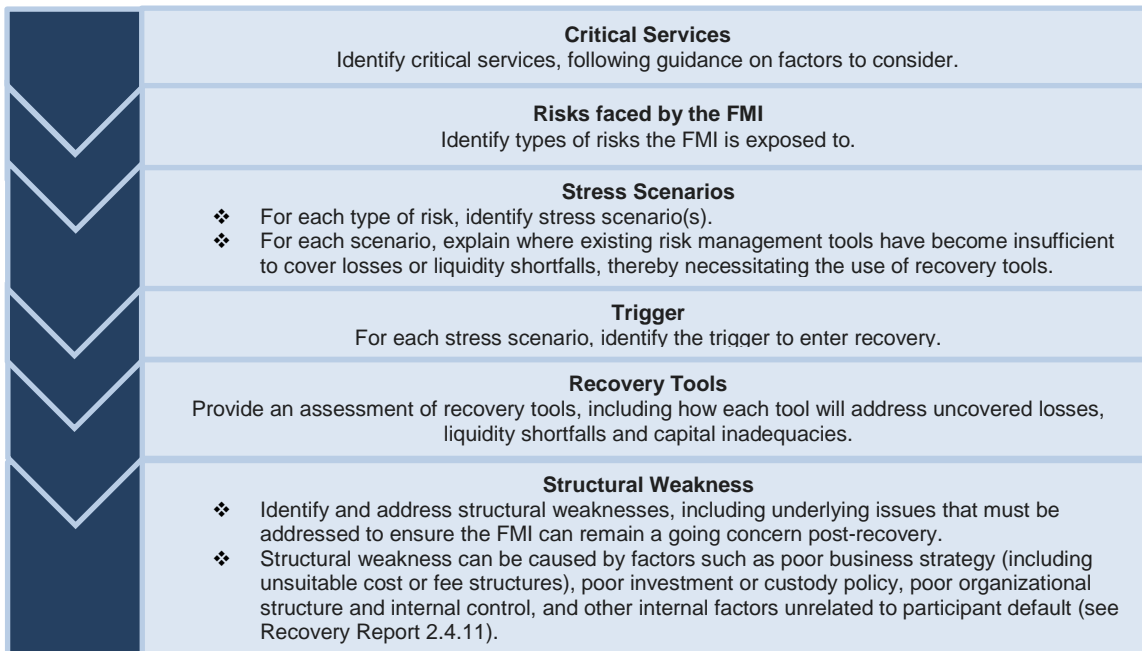 Critical Services
Identify critical services, following guidance on factors to consider.
Risks faced by the FMI
Identify types of risks the FMI is exposed to.
Stress Scenarios
❖ For each type of risk, identify stress scenario(s).
❖ For each scenario, explain where existing risk management tools have become insufficient
to cover losses or liquidity shortfalls, thereby necessitating the use of recovery tools.
Trigger
For each stress scenario, identify the trigger to enter recovery.
Recovery Tools
Provide an assessment of recovery tools, including how each tool will address uncovered losses,
liquidity shortfalls and capital inadequacies.
Structural Weakness
❖ Identify and address structural weaknesses, including underlying issues that must be
addressed to ensure the FMI can remain a going concern post-recovery.
❖ Structural weakness can be caused by factors such as poor business strategy (including
unsuitable cost or fee structures), poor investment or custody policy, poor organizational
structure and internal control, and other internal factors unrelated to participant default (see
Recovery Report 2.4.11).